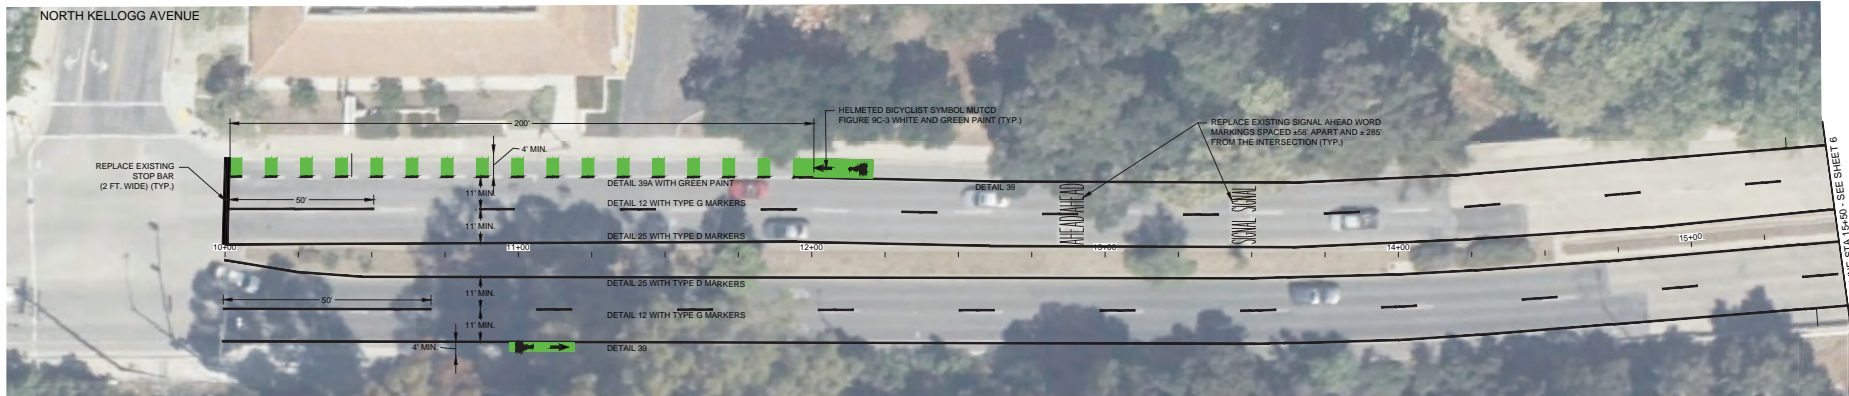 NORTH KELLOGG AVENUE
200'
HELMETED BICYCLIST SYMBOL MUTCD
FIGURE 9C-3 WHITE AND GREEN PAINT (TYP.)
REPLACE EXISTING SIGNAL AHEAD WORD
MARKINGS SPACED ±58' APART AND ± 285'
FROM THE INTERSECTION (TYP.)
4' MIN.
REPLACE EXISTING
STOP BAR
(2 FT. WIDE) (TYP.)
DETAIL 39A WITH GREEN PAINT
DETAIL 39
50'
11' MIN.
DETAIL 12 WITH TYPE G MARKERS
11' MIN.
AHEAD AHEAD
SIGNAL SIGNAL
DETAIL 25 WITH TYPE D MARKERS
10+00
11+00
12+00
13+00
14+00
15+00
STA 15+50 - SEE SHEET 6
11' MIN.
DETAIL 25 WITH TYPE D MARKERS
50'
DETAIL 12 WITH TYPE G MARKERS
11' MIN.
4' MIN.
DETAIL 39